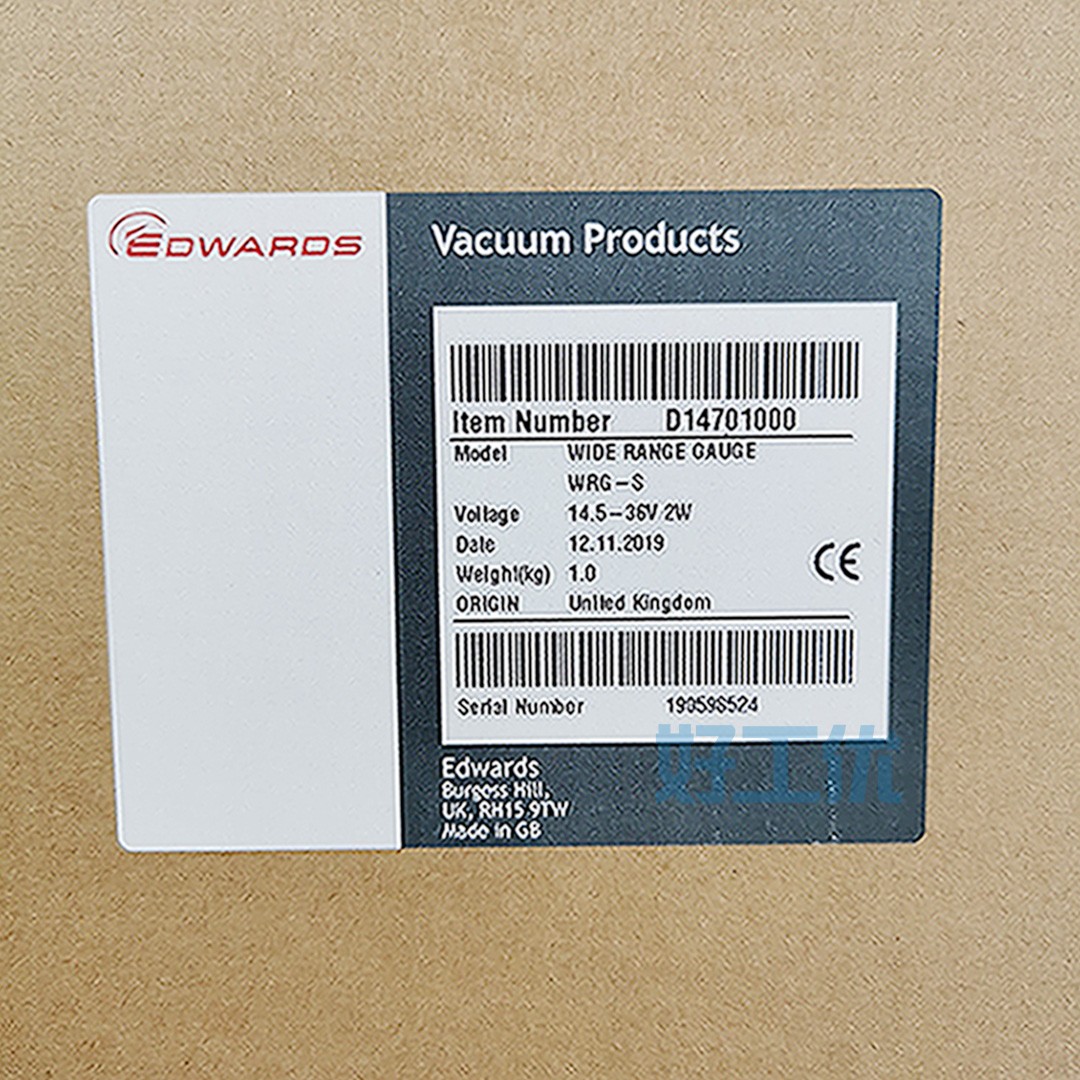 EDWARDS
Vacuum Products
Item Number D14701000
Model WIDE RANGE GAUGE
WRG-S
Voltage 14.5-36V 2W
Date 12.11.2019
Weight(kg) 1.0
CE
ORIGIN United Kingdom
Serial Number
好工优
Edwards
Burgess Hill,
UK, RH15 9TW
Made in GB